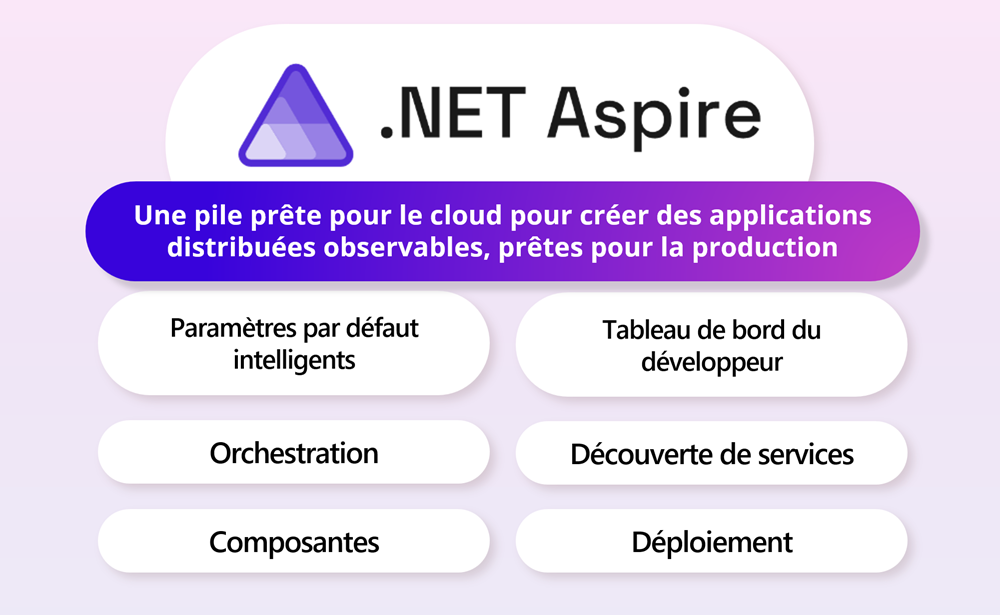 .NET Aspire
Une pile prête pour le cloud pour créer des applications
distribuées observables, prêtes pour la production
Paramètres par défaut
intelligents
Tableau de bord du
développeur
Orchestration
Découverte de services
Composantes
Déploiement